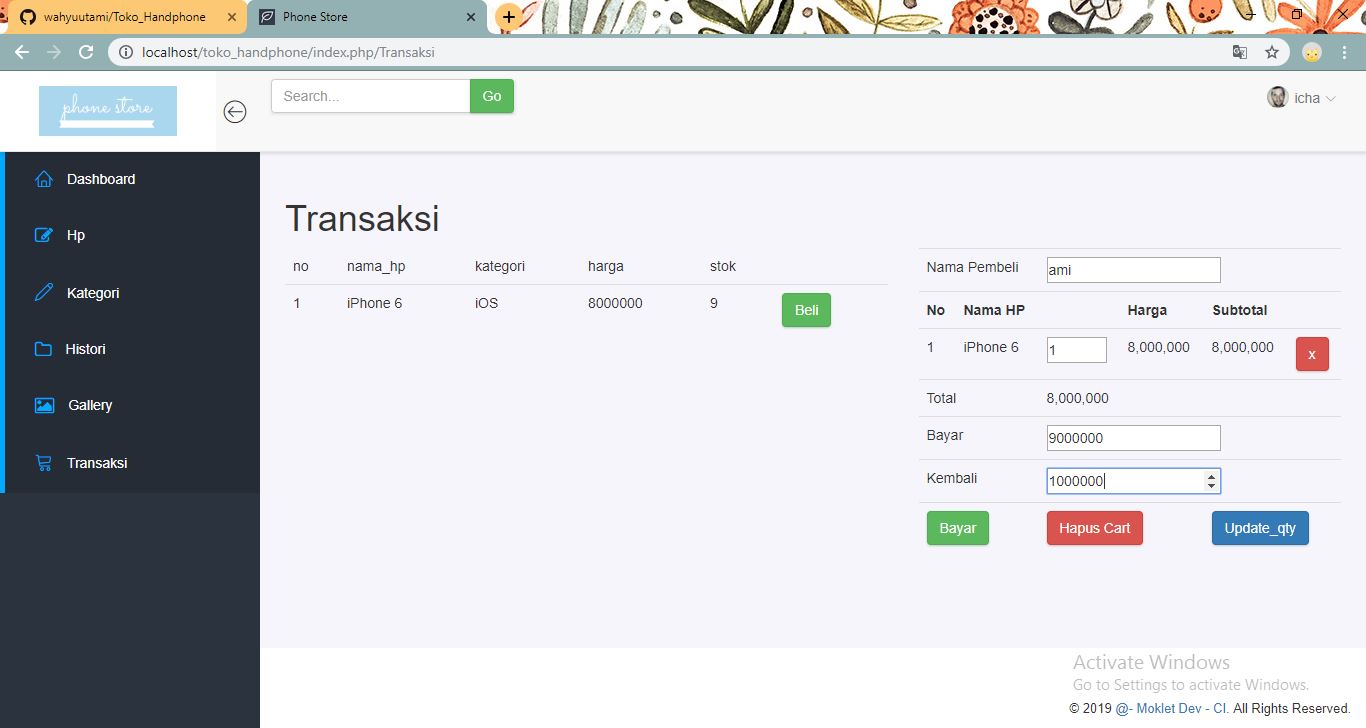 wahyuutami/Toko_Handphone
Phone Store
localhost/toko_handphone/index.php/Transaksi
phone store
Search...
Go
icha
Dashboard
Hp
Kategori
Histori
Gallery
Transaksi
Transaksi
no nama_hp kategori harga stok
1 iPhone 6 iOS 8000000 9 Beli
Nama Pembeli ami
No Nama HP Harga Subtotal
1 iPhone 6 1 8,000,000 8,000,000 x
Total 8,000,000
Bayar 9000000
Kembali 1000000
Bayar Hapus Cart Update_qty
Activate Windows
Go to Settings to activate Windows.
© 2019 @- Moklet Dev - CI. All Rights Reserved.